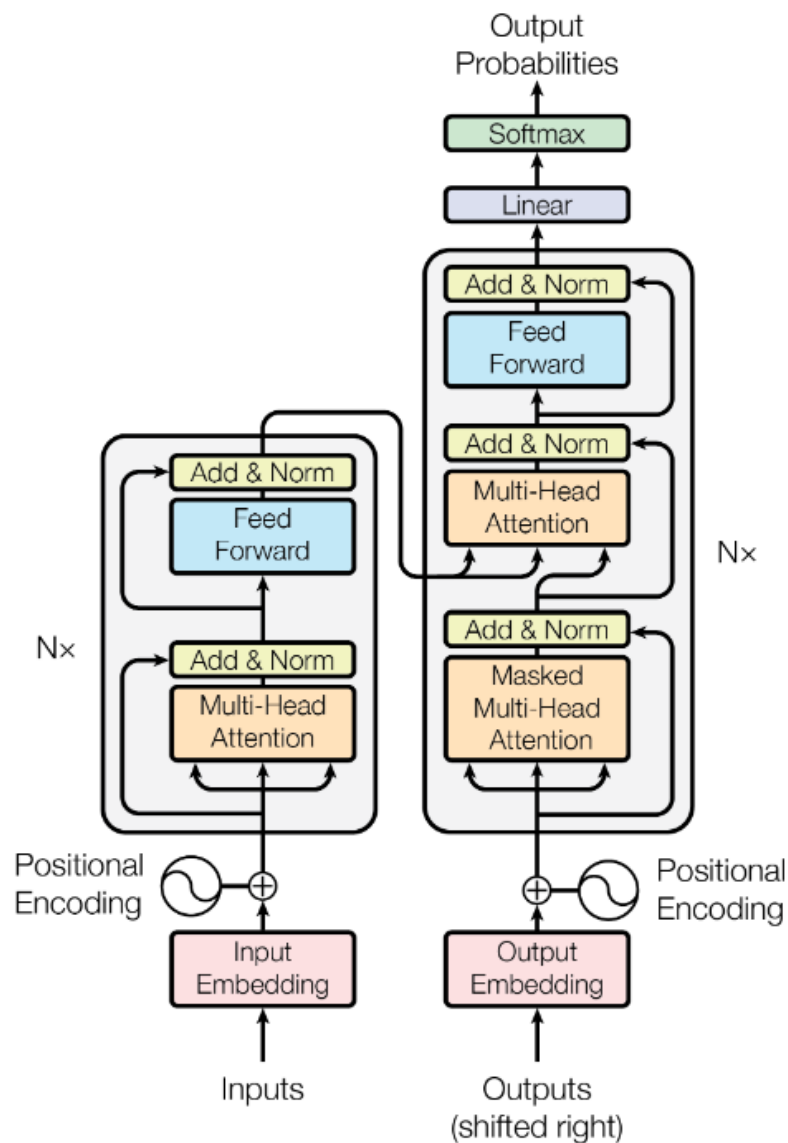 Output
Probabilities
Softmax
Linear
Add & Norm
Feed
Forward
Add & Norm
Multi-Head
Attention
Add & Norm
Masked
Multi-Head
Attention
Nx
Add & Norm
Feed
Forward
Add & Norm
Multi-Head
Attention
Nx
Positional
Encoding
Positional
Encoding
Input
Embedding
Output
Embedding
Inputs
Outputs
(shifted right)